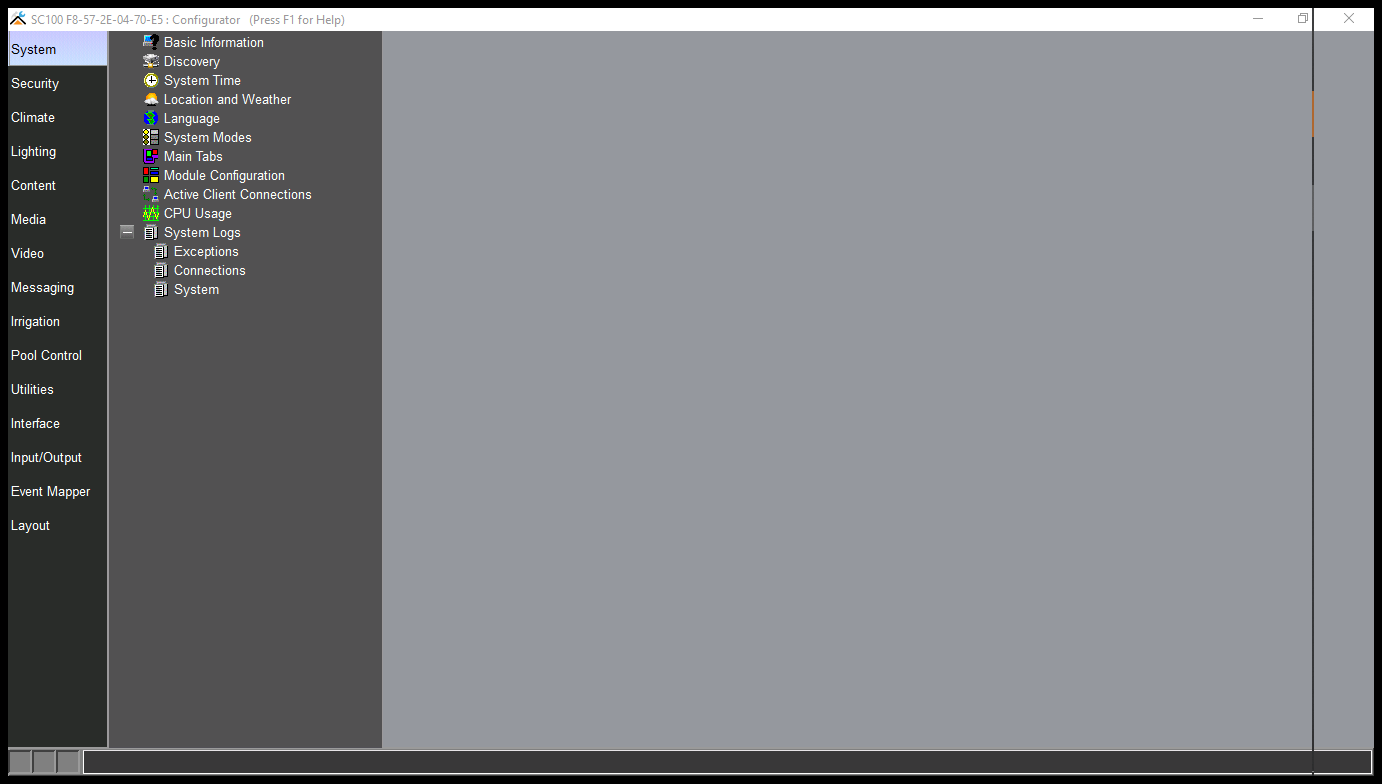 SC100 F8-57-2E-04-70-E5 : Configurator (Press F1 for Help)
System
Security
Climate
Lighting
Content
Media
Video
Messaging
Irrigation
Pool Control
Utilities
Interface
Input/Output
Event Mapper
Layout
Basic Information
Discovery
System Time
Location and Weather
Language
System Modes
Main Tabs
Module Configuration
Active Client Connections
CPU Usage
System Logs
Exceptions
Connections
System